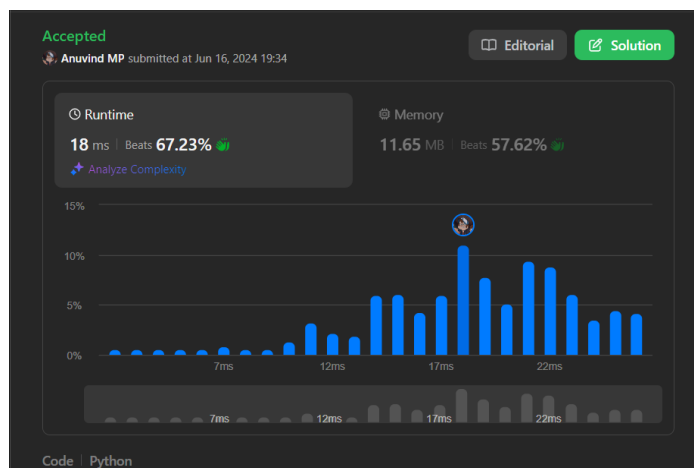 Accepted
Editorial
Solution
Anuvind MP submitted at Jun 16, 2024 19:34
Runtime
Memory
18 ms | Beats 67.23%
11.65 MB | Beats 57.62%
Analyze Complexity
15%
10%
5%
0%
7ms 12ms 17ms 22ms
7ms 12ms 17ms 22ms
Code | Python